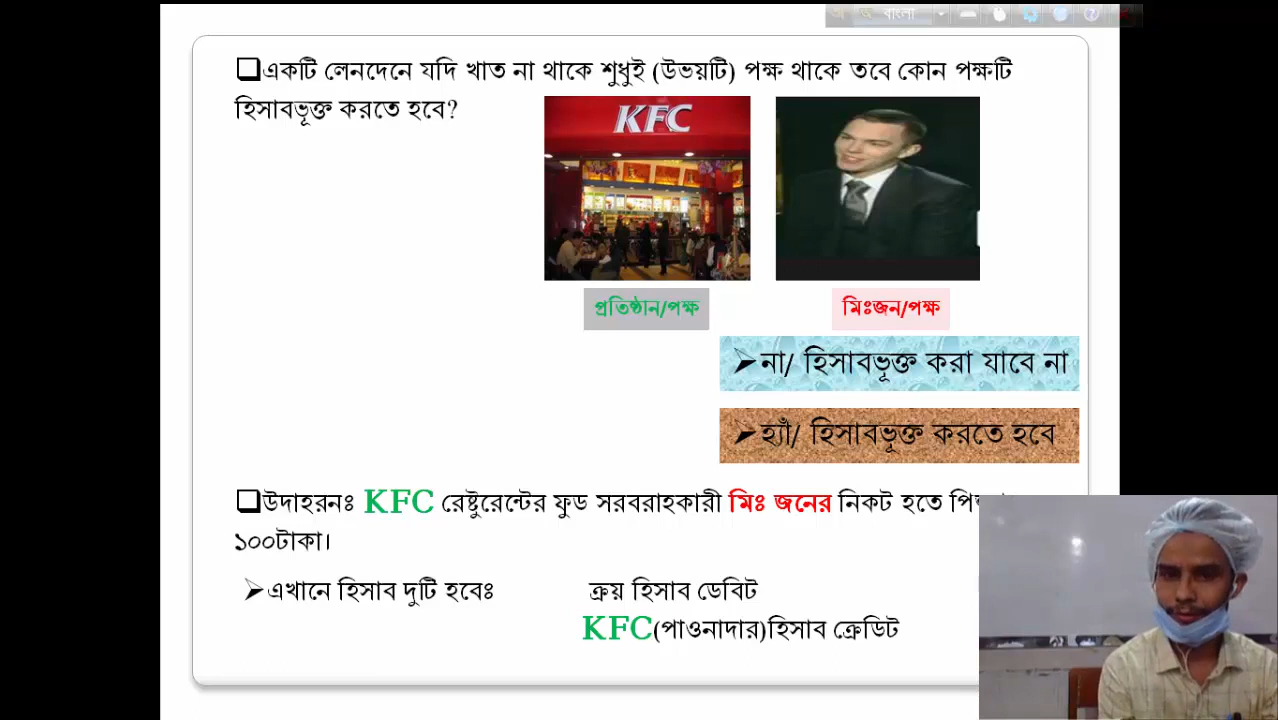 বাংলা
❑একটি লেনদেনে যদি খাত না থাকে শুধুই (উভয়টি) পক্ষ থাকে তবে কোন পক্ষটি
হিসাবভূক্ত করতে হবে?
KFC
প্রতিষ্ঠান/পক্ষ
মিঃজন/পক্ষ
➢না/ হিসাবভূক্ত করা যাবে না
➢হ্যাঁ/ হিসাবভূক্ত করতে হবে
❑উদাহরনঃ KFC রেষ্টুরেন্টের ফুড সরবরাহকারী মিঃ জনের নিকট হতে
১০০টাকা।
➢এখানে হিসাব দুটি হবেঃ ক্রয় হিসাব ডেবিট
KFC(পাওনাদার)হিসাব ক্রেডিট